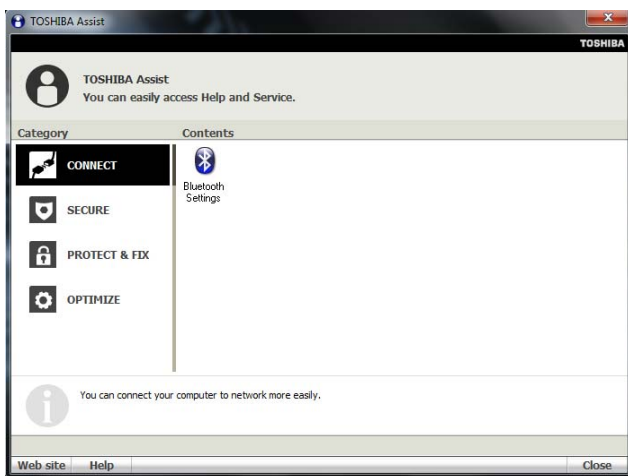 TOSHIBA Assist
TOSHIBA
TOSHIBA Assist
You can easily access Help and Service.
Category
Contents
CONNECT
SECURE
PROTECT & FIX
OPTIMIZE
Bluetooth
Settings
You can connect your computer to network more easily.
Web site
Help
Close